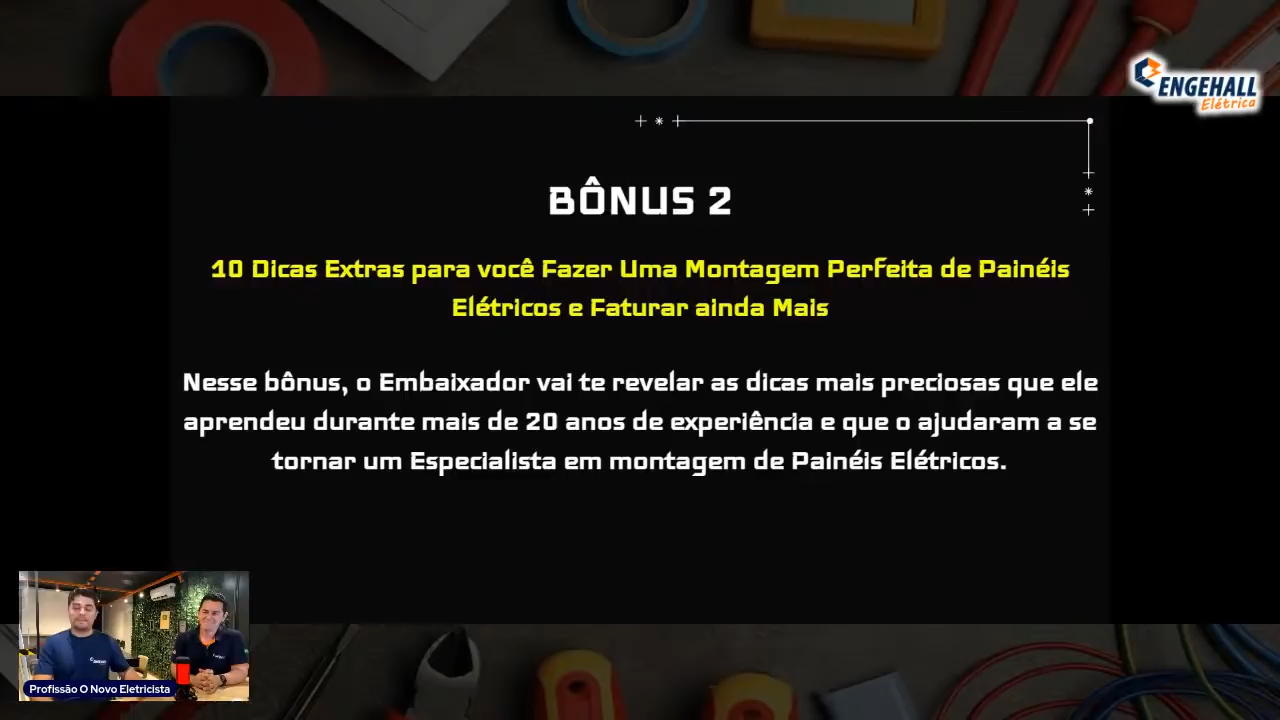 ENGEHALL
Elétrica
BÔNUS 2
10 Dicas Extras para você Fazer Uma Montagem Perfeita de Painéis
Elétricos e Faturar ainda Mais
Nesse bônus, o Embaixador vai te revelar as dicas mais preciosas que ele
aprendeu durante mais de 20 anos de experiência e que o ajudaram a se
tornar um Especialista em montagem de Painéis Elétricos.
Profissão O Novo Eletricista